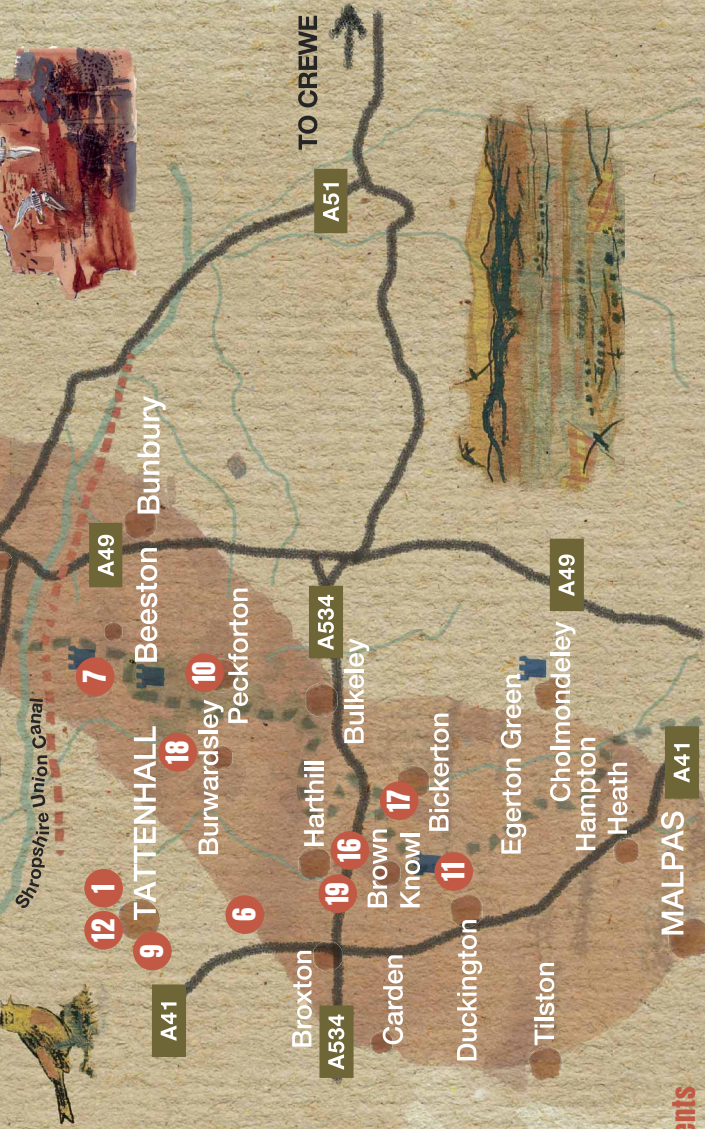 Shropshire Union Canal
12
1
7
A49
9
TATTENHALL
Beeston
Bunbury
A41
18
10
Burwardsley
Peckforton
6
Broxton
Harthill
TO CREWE
A534
19
16
A534
A51
Bulkeley
Carden
Brown
Knowl
17
Bickerton
11
Duckington
Egerton Green
Tilston
Cholmondeley
A49
Hampton
Heath
MALPAS
A41
ents